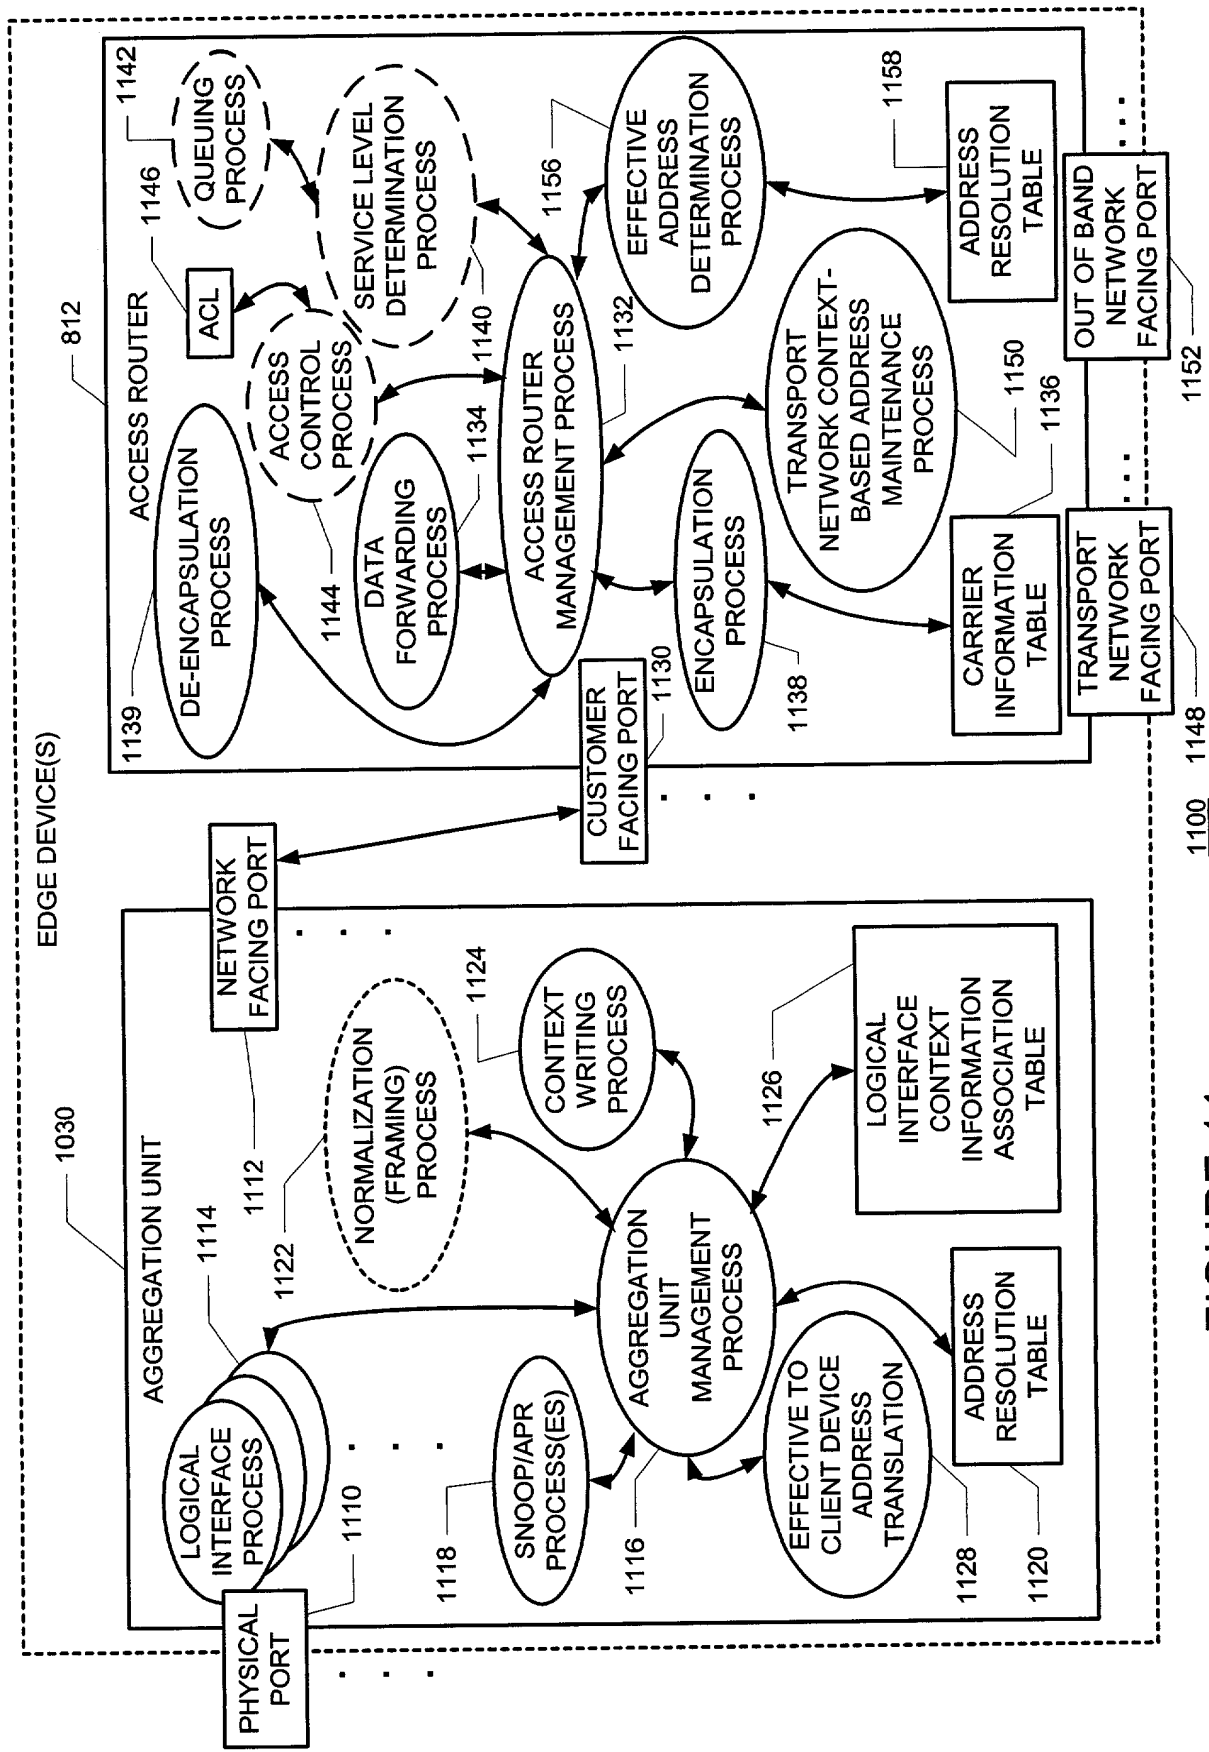 EDGE DEVICE(S)
1030
AGGREGATION UNIT
1114
LOGICAL
INTERFACE
PROCESS
PHYSICAL
PORT
1110
. . .
. . .
1112
NETWORK
FACING PORT
. . .
1122
NORMALIZATION
(FRAMING)
PROCESS
1118
SNOOP/APR
PROCESS(ES)
1124
CONTEXT
WRITING
PROCESS
1116
AGGREGATION
UNIT
MANAGEMENT
PROCESS
1126
LOGICAL
INTERFACE
CONTEXT
INFORMATION
ASSOCIATION
TABLE
EFFECTIVE TO
CLIENT DEVICE
ADDRESS
TRANSLATION
1128
ADDRESS
RESOLUTION
TABLE
1120
812
ACCESS ROUTER
1139
DE-ENCAPSULATION
PROCESS
1146
ACL
1142
QUEUING
PROCESS
1144
ACCESS
CONTROL
PROCESS
SERVICE LEVEL
DETERMINATION
PROCESS
1140
DATA
FORWARDING
PROCESS
1134
ACCESS ROUTER
MANAGEMENT PROCESS
1132
1156
EFFECTIVE
ADDRESS
DETERMINATION
PROCESS
CUSTOMER
FACING PORT
1130
. . .
ENCAPSULATION
PROCESS
1138
TRANSPORT
NETWORK CONTEXT-
BASED ADDRESS
MAINTENANCE
PROCESS
1150
1158
ADDRESS
RESOLUTION
TABLE
CARRIER
INFORMATION
TABLE
1136
TRANSPORT
NETWORK
FACING PORT
1148
. . .
OUT OF BAND
NETWORK
FACING PORT
1152
. . .
1100